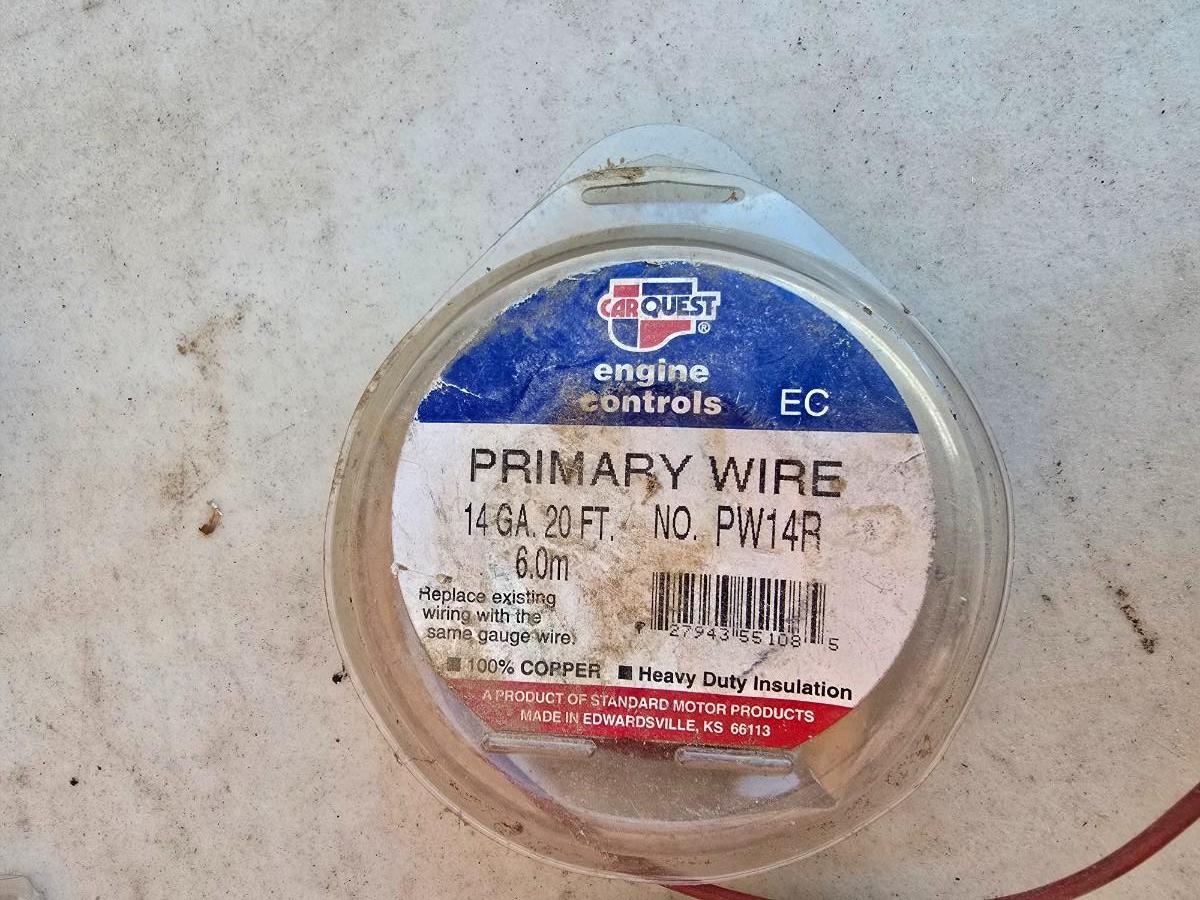 CARQUEST®
engine
controls EC
PRIMARY WIRE
14 GA. 20 FT. NO. PW14R
6.0m
Replace existing
wiring with the
same gauge wire.
27943 55108 5
■ 100% COPPER ■ Heavy Duty Insulation
A PRODUCT OF STANDARD MOTOR PRODUCTS
MADE IN EDWARDSVILLE, KS 66113